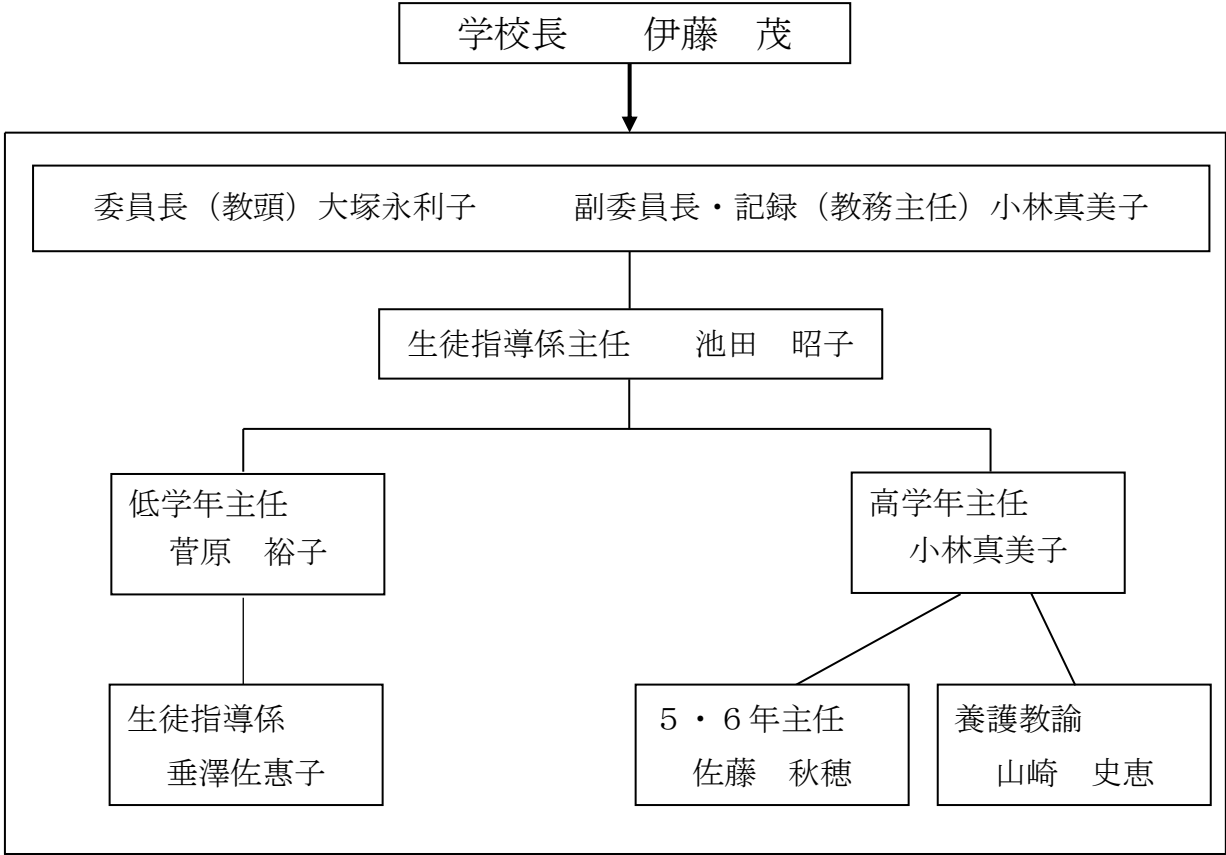 学校長　　伊藤　茂
委員長（教頭）大塚永利子　　　副委員長・記録（教務主任）小林真美子
生徒指導係主任　　池田　昭子
低学年主任
菅原　裕子
高学年主任
小林真美子
生徒指導係
垂澤佐惠子
５・６年主任
佐藤　秋穂
養護教諭
山崎　史恵